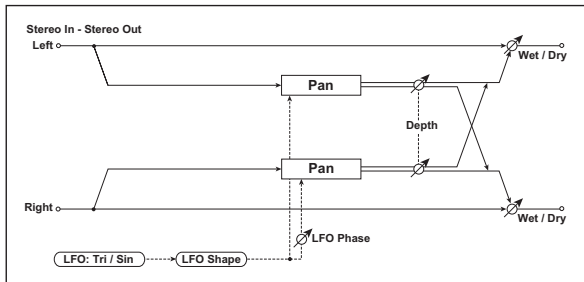 Stereo In - Stereo Out
Left
Wet / Dry
Pan
Depth
Pan
Right
Wet / Dry
LFO Phase
LFO: Tri / Sin
LFO Shape